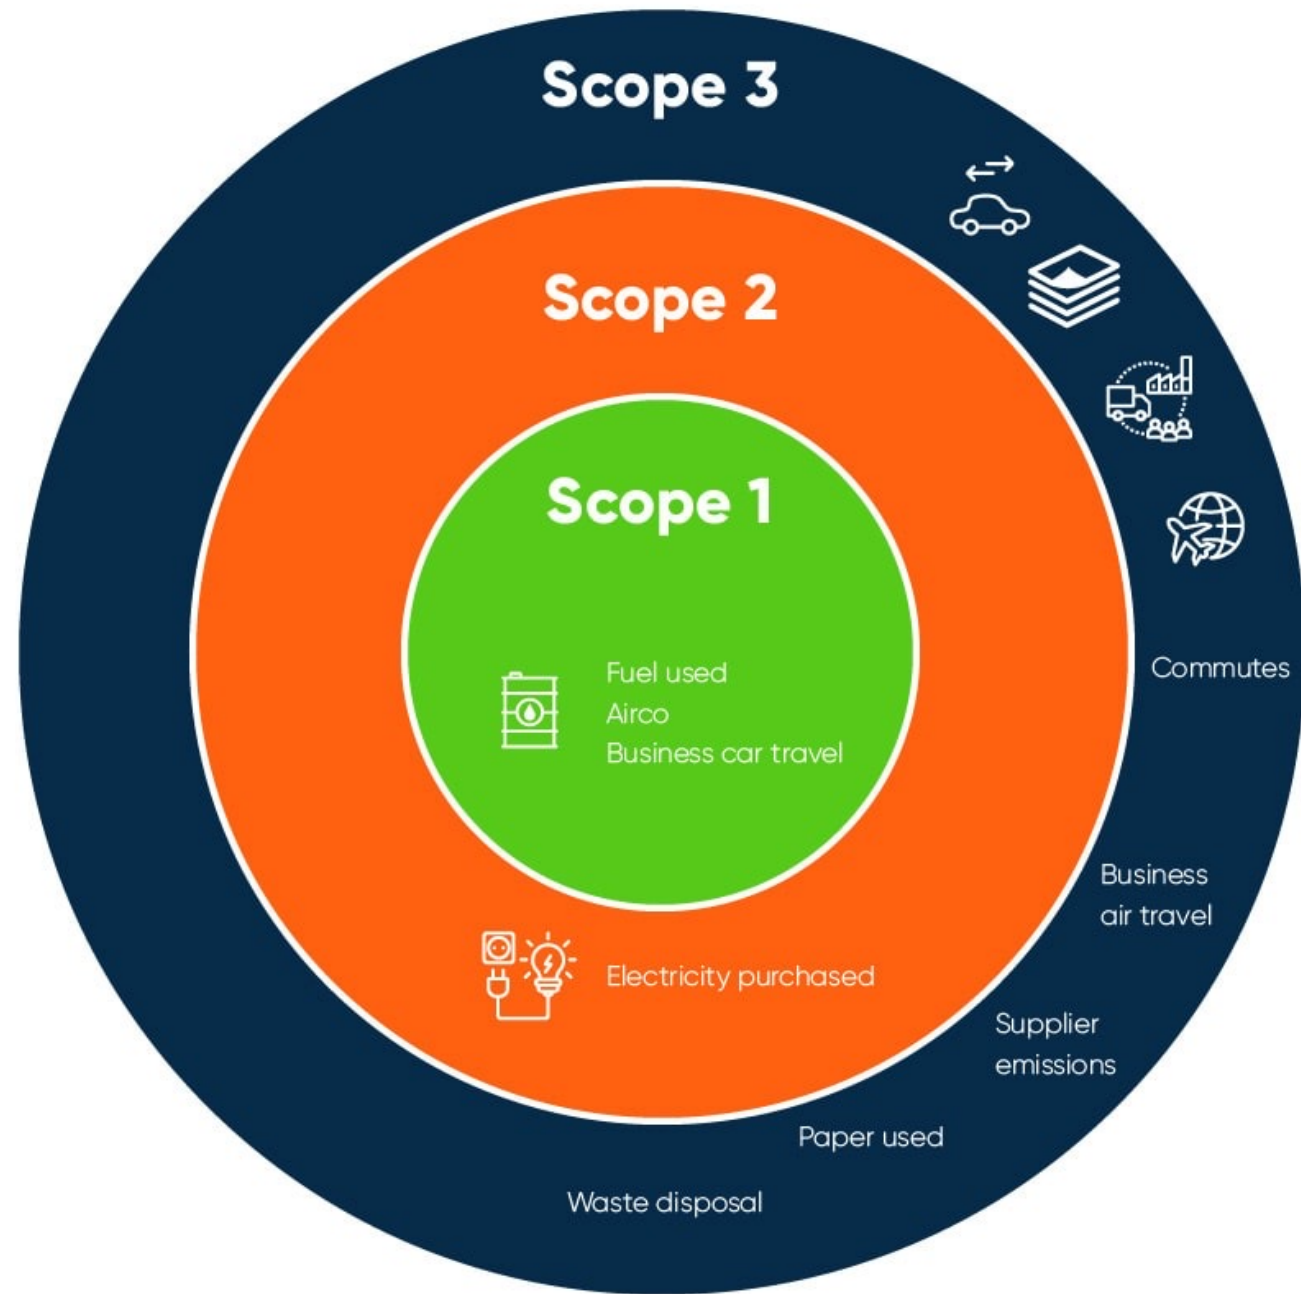 Scope 3
Scope 2
Scope 1
Fuel used
Airco
Business car travel
Commutes
Business
air travel
Electricity purchased
Supplier
emissions
Paper used
Waste disposal